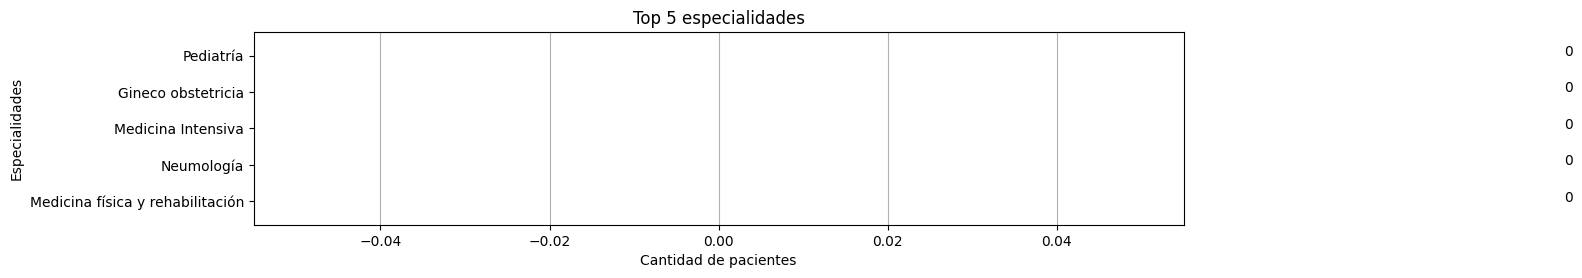 Top 5 especialidades
Especialidades
Pediatría 0
Gineco obstetricia 0
Medicina Intensiva 0
Neumología 0
Medicina física y rehabilitación 0
−0.04 −0.02 0.00 0.02 0.04
Cantidad de pacientes